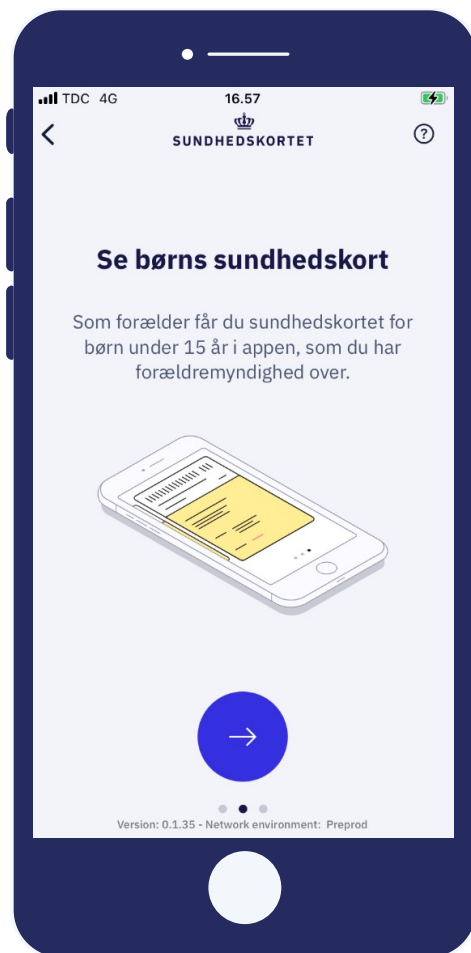 TDC 4G 16.57
SUNDHEDSKORTET
Se børns sundhedskort
Som forælder får du sundhedskortet for
børn under 15 år i appen, som du har
forældremyndighed over.
Version: 0.1.35 - Network environment: Preprod